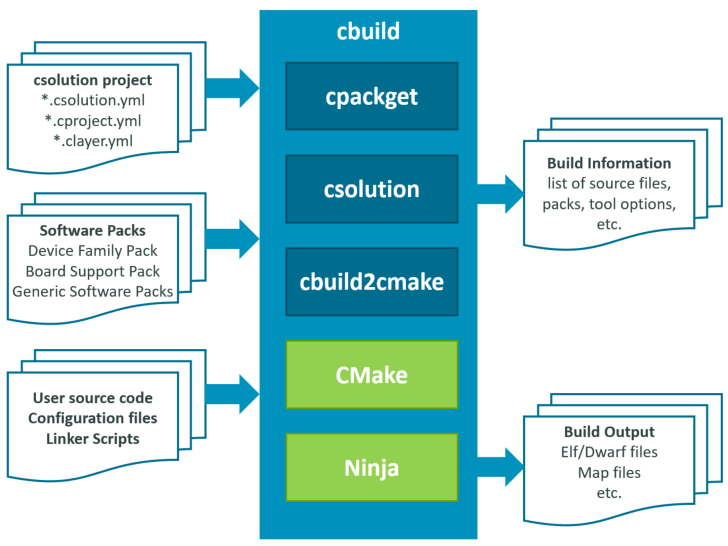 csolution project
*.csolution.yml
*.cproject.yml
*.clayer.yml
Software Packs
Device Family Pack
Board Support Pack
Generic Software Packs
User source code
Configuration files
Linker Scripts
cbuild
cpackget
csolution
cbuild2cmake
CMake
Ninja
Build Information
list of source files,
packs, tool options,
etc.
Build Output
Elf/Dwarf files
Map files
etc.